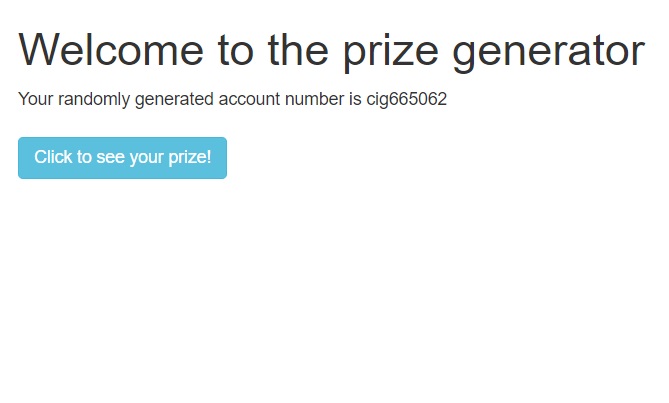 Welcome to the prize generator
Your randomly generated account number is cig665062
Click to see your prize!